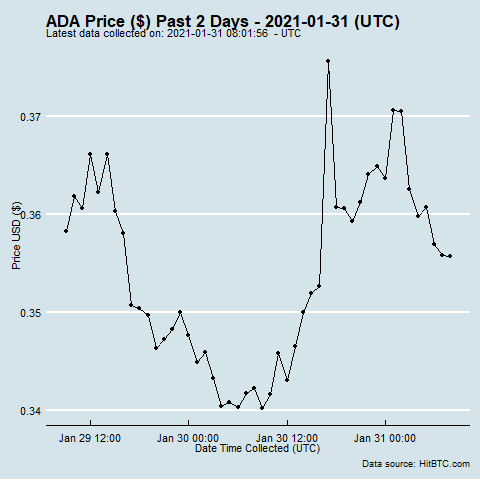 ADA Price ($) Past 2 Days - 2021-01-31 (UTC)
Latest data collected on: 2021-01-31 08:01:56 - UTC
0.37
0.36
0.35
0.34
Price USD ($)
Jan 29 12:00 Jan 30 00:00 Jan 30 12:00 Jan 31 00:00
Date Time Collected (UTC)
Data source: HitBTC.com